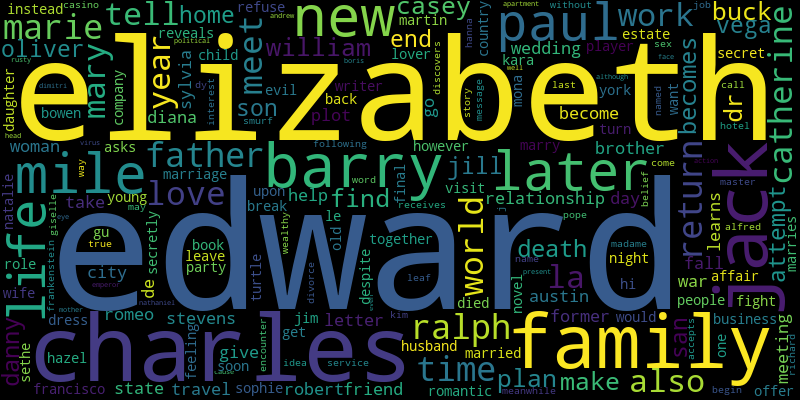 instead casino marie tell home reveals political new casey martin refuse andrew without job apartment
oliver year meet william end lover country paul work buck vega
mary sylvia child dy interest rusty player kara wedding estate sex secret catherine
elizabeth
daughter company evil writer discovers go mona york want face
bowen son diana smurf back plot story message last named becomes dr call
dimitri boris well although become turn hotel
head virus asks following however marry brother
woman father barry later jill night come
mile marriage upon word final visit relationship day return attempt
natalie way young take love help find belief master jack
life may break receives pope learns marries
edward
giselle secretly gu book le together world death madame action
frankenstein eye true leave old despite la fall alfred
role city party de turtle wealthy leaf novel austin hi name affair
wife emperor mother divorce died present war people fight
dress romeo stevens jim letter ralph former would san business
danny charles family meeting
sethe hazel feeling give get encounter kim husband married one accepts richard
nathaniel soon idea service time plan make also
francisco state travel cause sophie robert friend romantic meanwhile begin offer